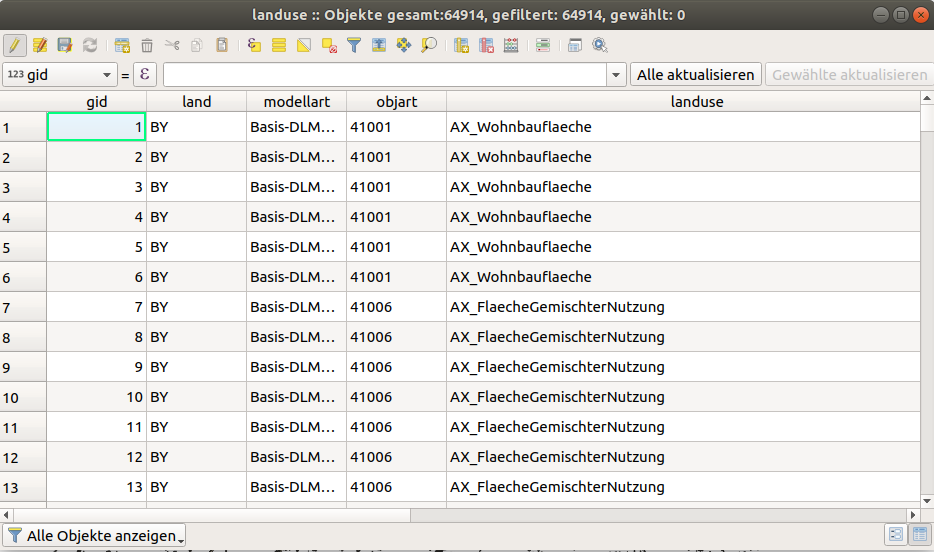 landuse :: Objekte gesamt:64914, gefiltert: 64914, gewählt: 0
123 gid = ε Alle aktualisieren Gewählte aktualisieren
gid land modellart objart landuse
1 1 BY Basis-DLM... 41001 AX_Wohnbauflaeche
2 2 BY Basis-DLM... 41001 AX_Wohnbauflaeche
3 3 BY Basis-DLM... 41001 AX_Wohnbauflaeche
4 4 BY Basis-DLM... 41001 AX_Wohnbauflaeche
5 5 BY Basis-DLM... 41001 AX_Wohnbauflaeche
6 6 BY Basis-DLM... 41001 AX_Wohnbauflaeche
7 7 BY Basis-DLM... 41006 AX_FlaecheGemischterNutzung
8 8 BY Basis-DLM... 41006 AX_FlaecheGemischterNutzung
9 9 BY Basis-DLM... 41006 AX_FlaecheGemischterNutzung
10 10 BY Basis-DLM... 41006 AX_FlaecheGemischterNutzung
11 11 BY Basis-DLM... 41006 AX_FlaecheGemischterNutzung
12 12 BY Basis-DLM... 41006 AX_FlaecheGemischterNutzung
13 13 BY Basis-DLM... 41006 AX_FlaecheGemischterNutzung
Alle Objekte anzeigen